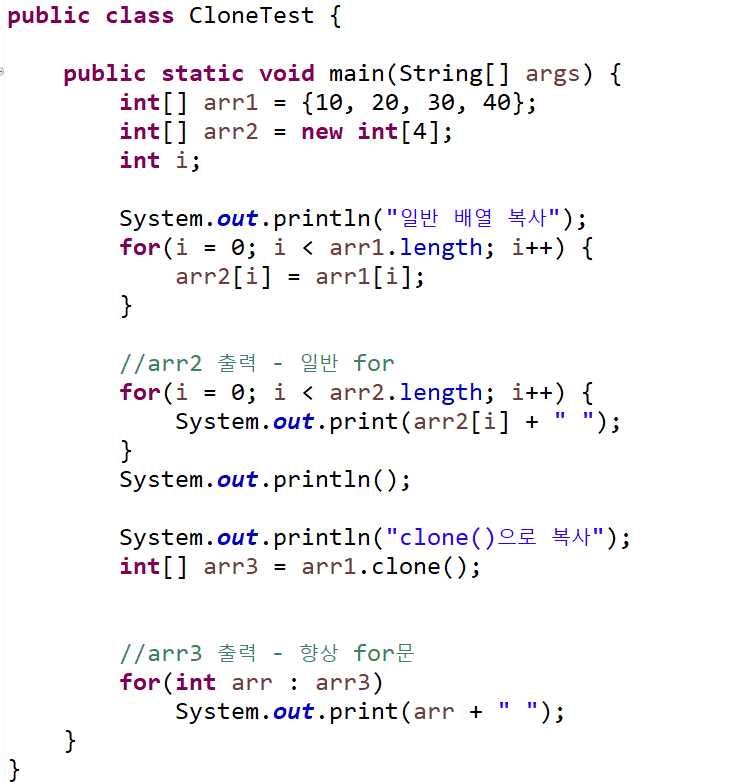 public class CloneTest {
public static void main(String[] args) {
int[] arr1 = {10, 20, 30, 40};
int[] arr2 = new int[4];
int i;
System.out.println("일반 배열 복사");
for(i = 0; i < arr1.length; i++) {
arr2[i] = arr1[i];
}
//arr2 출력 - 일반 for
for(i = 0; i < arr2.length; i++) {
System.out.print(arr2[i] + " ");
}
System.out.println();
System.out.println("clone()으로 복사");
int[] arr3 = arr1.clone();
//arr3 출력 - 향상 for문
for(int arr : arr3)
System.out.print(arr + " ");
}
}